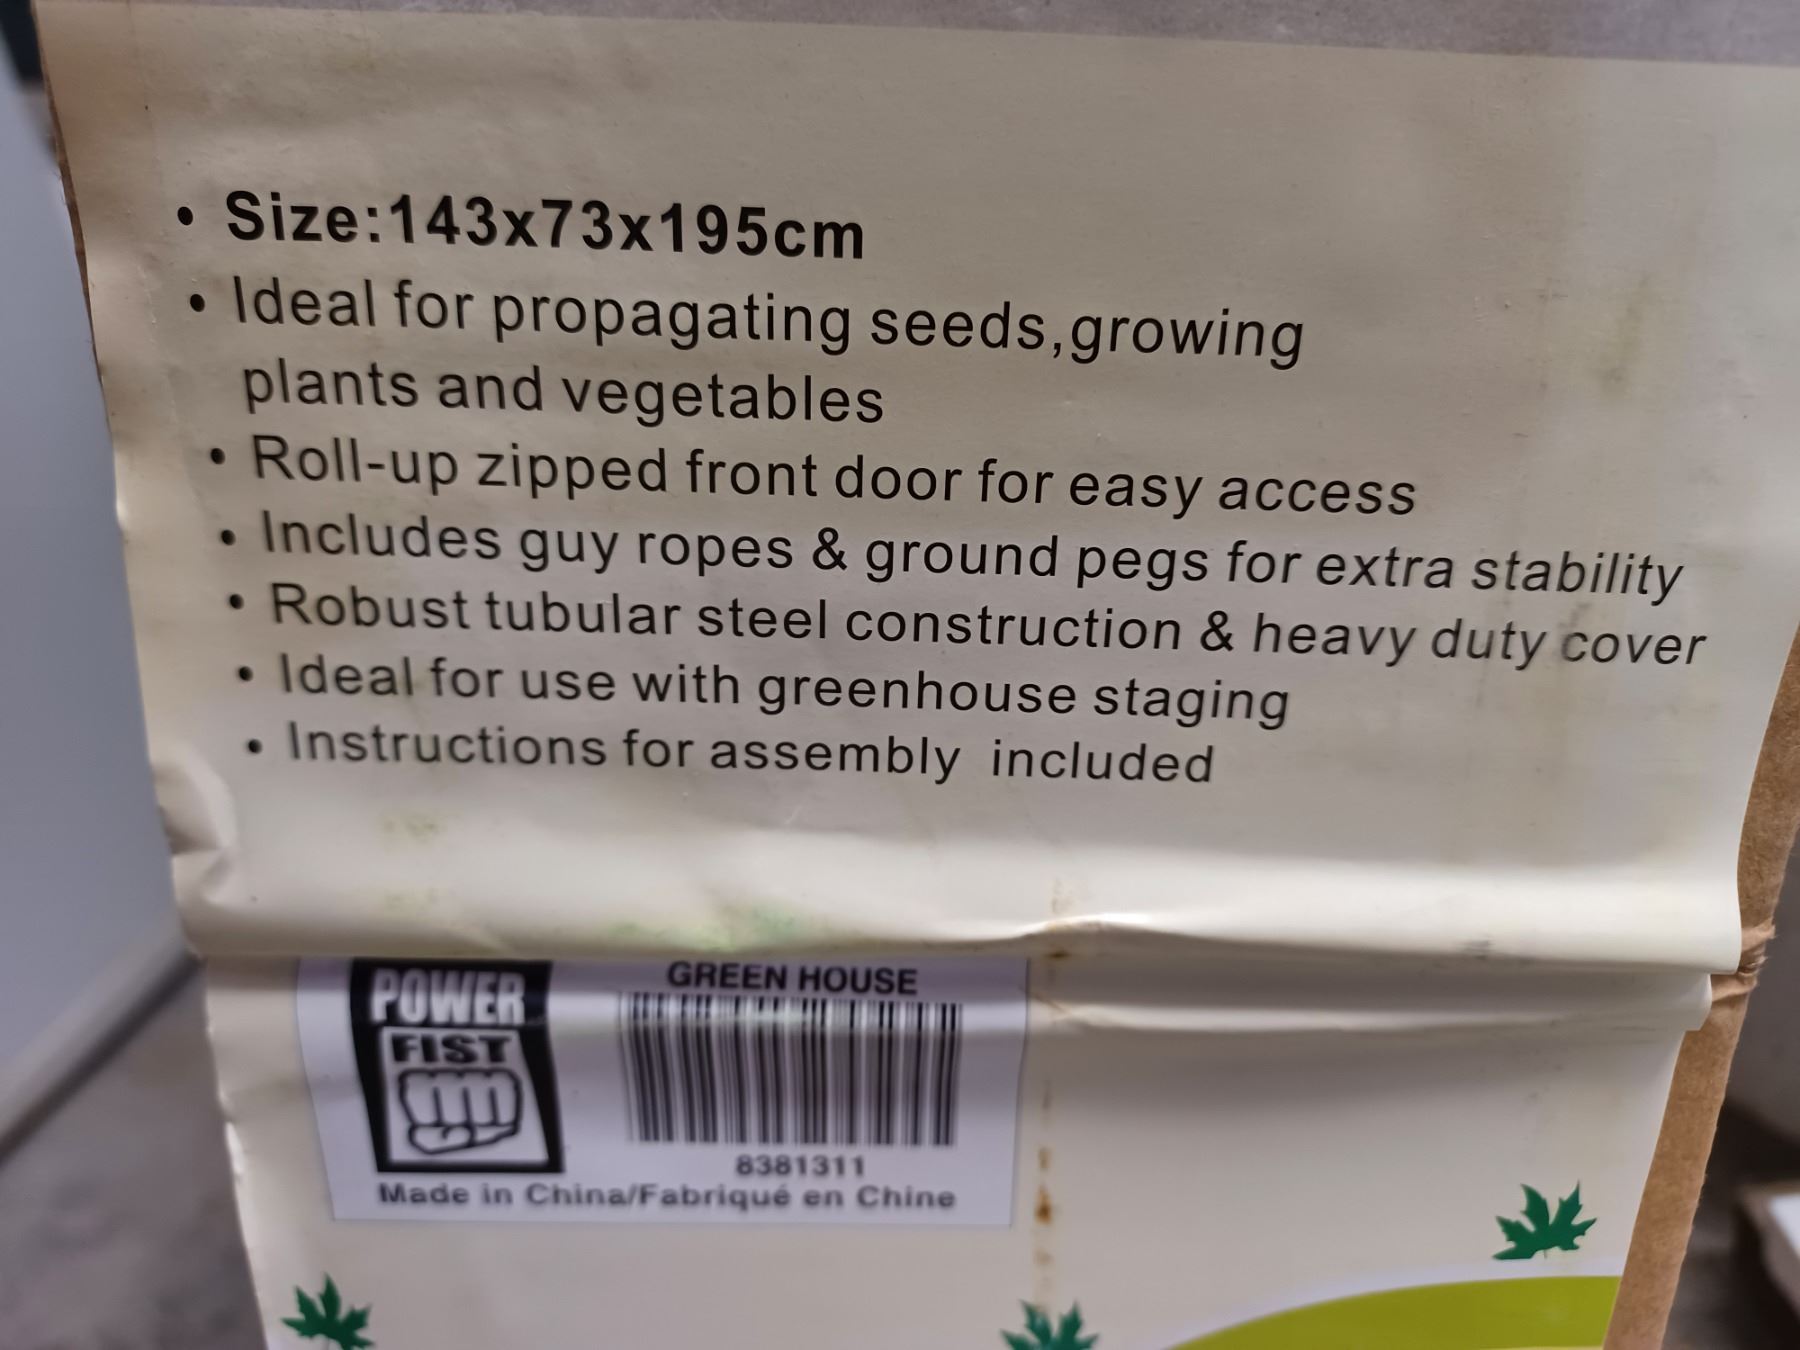 • Size:143x73x195cm
• Ideal for propagating seeds,growing
plants and vegetables
• Roll-up zipped front door for easy access
• Includes guy ropes & ground pegs for extra stability
• Robust tubular steel construction & heavy duty cover
• Ideal for use with greenhouse staging
• Instructions for assembly included
POWER
FIST
GREEN HOUSE
8381311
Made in China/Fabriqué en Chine